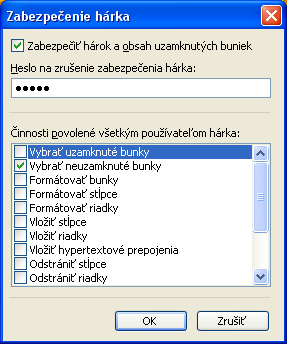 Zabezpečenie hárka
Zabezpečiť hárok a obsah uzamknutých buniek
Heslo na zrušenie zabezpečenia hárka:
●●●●●
Činnosti povolené všetkým používateľom hárka:
Vybrať uzamknuté bunky
Vybrať neuzamknuté bunky
Formátovať bunky
Formátovať stĺpce
Formátovať riadky
Vložiť stĺpce
Vložiť riadky
Vložiť hypertextové prepojenia
Odstrániť stĺpce
Odstrániť riadky
OK Zrušiť